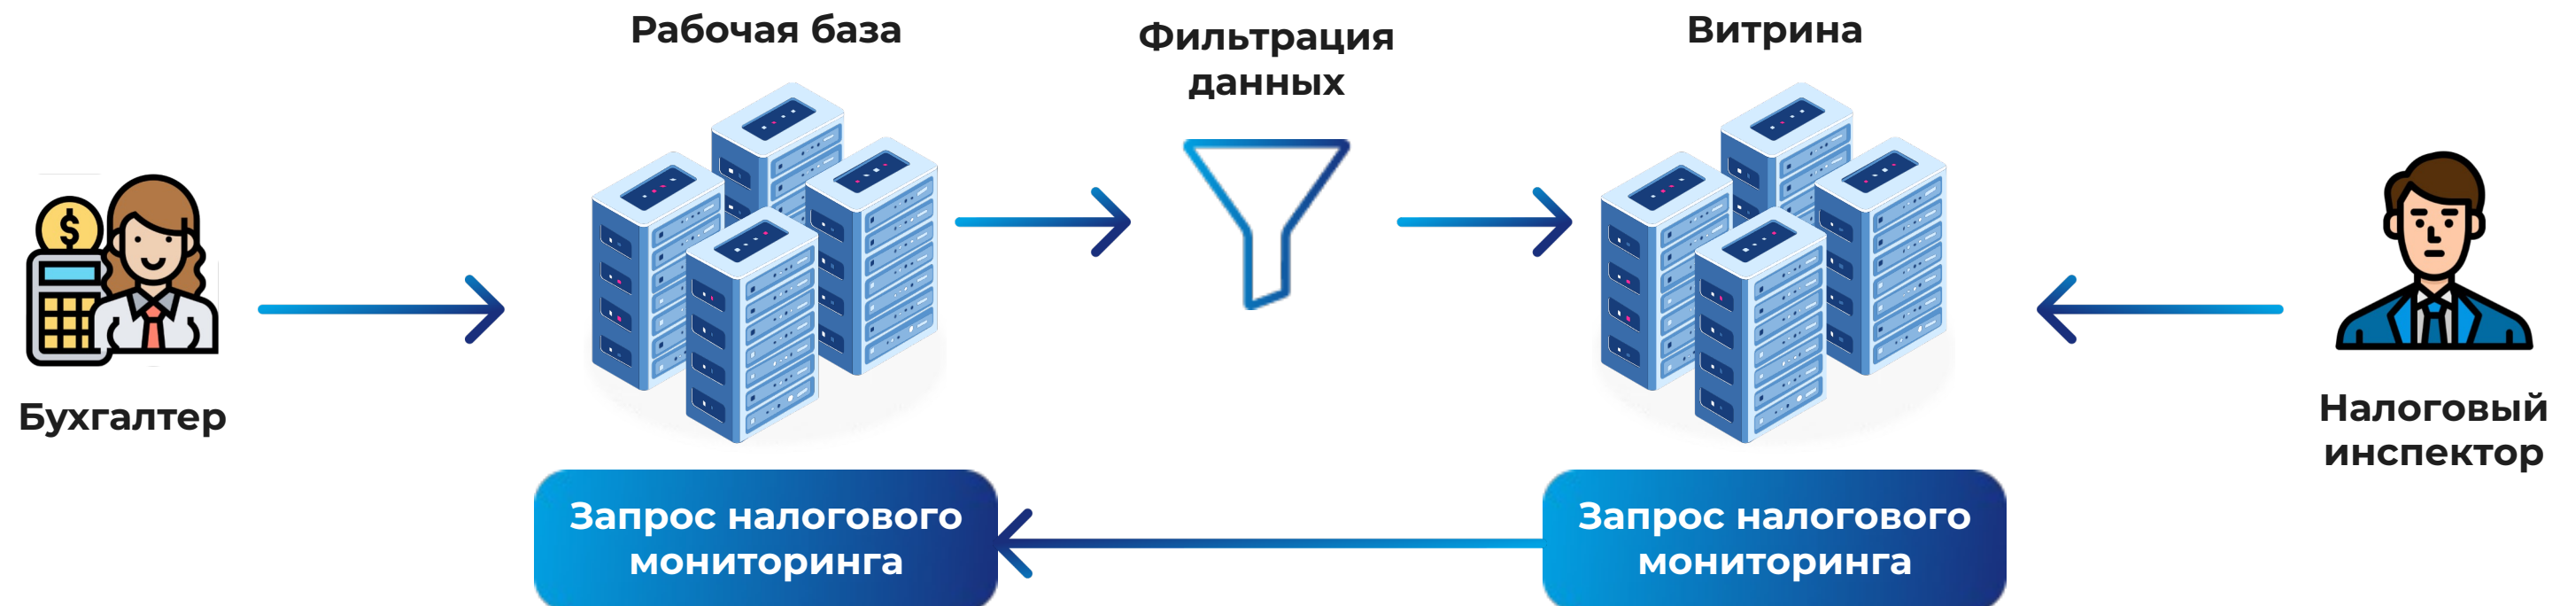 Рабочая база
Фильтрация
данных
Витрина
Бухгалтер
Налоговый
инспектор
Запрос налогового
мониторинга
Запрос налогового
мониторинга